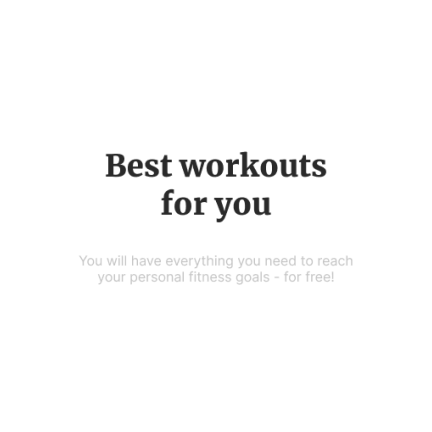 Best workouts
for you
You will have everything you need to reach
your personal fitness goals - for free!